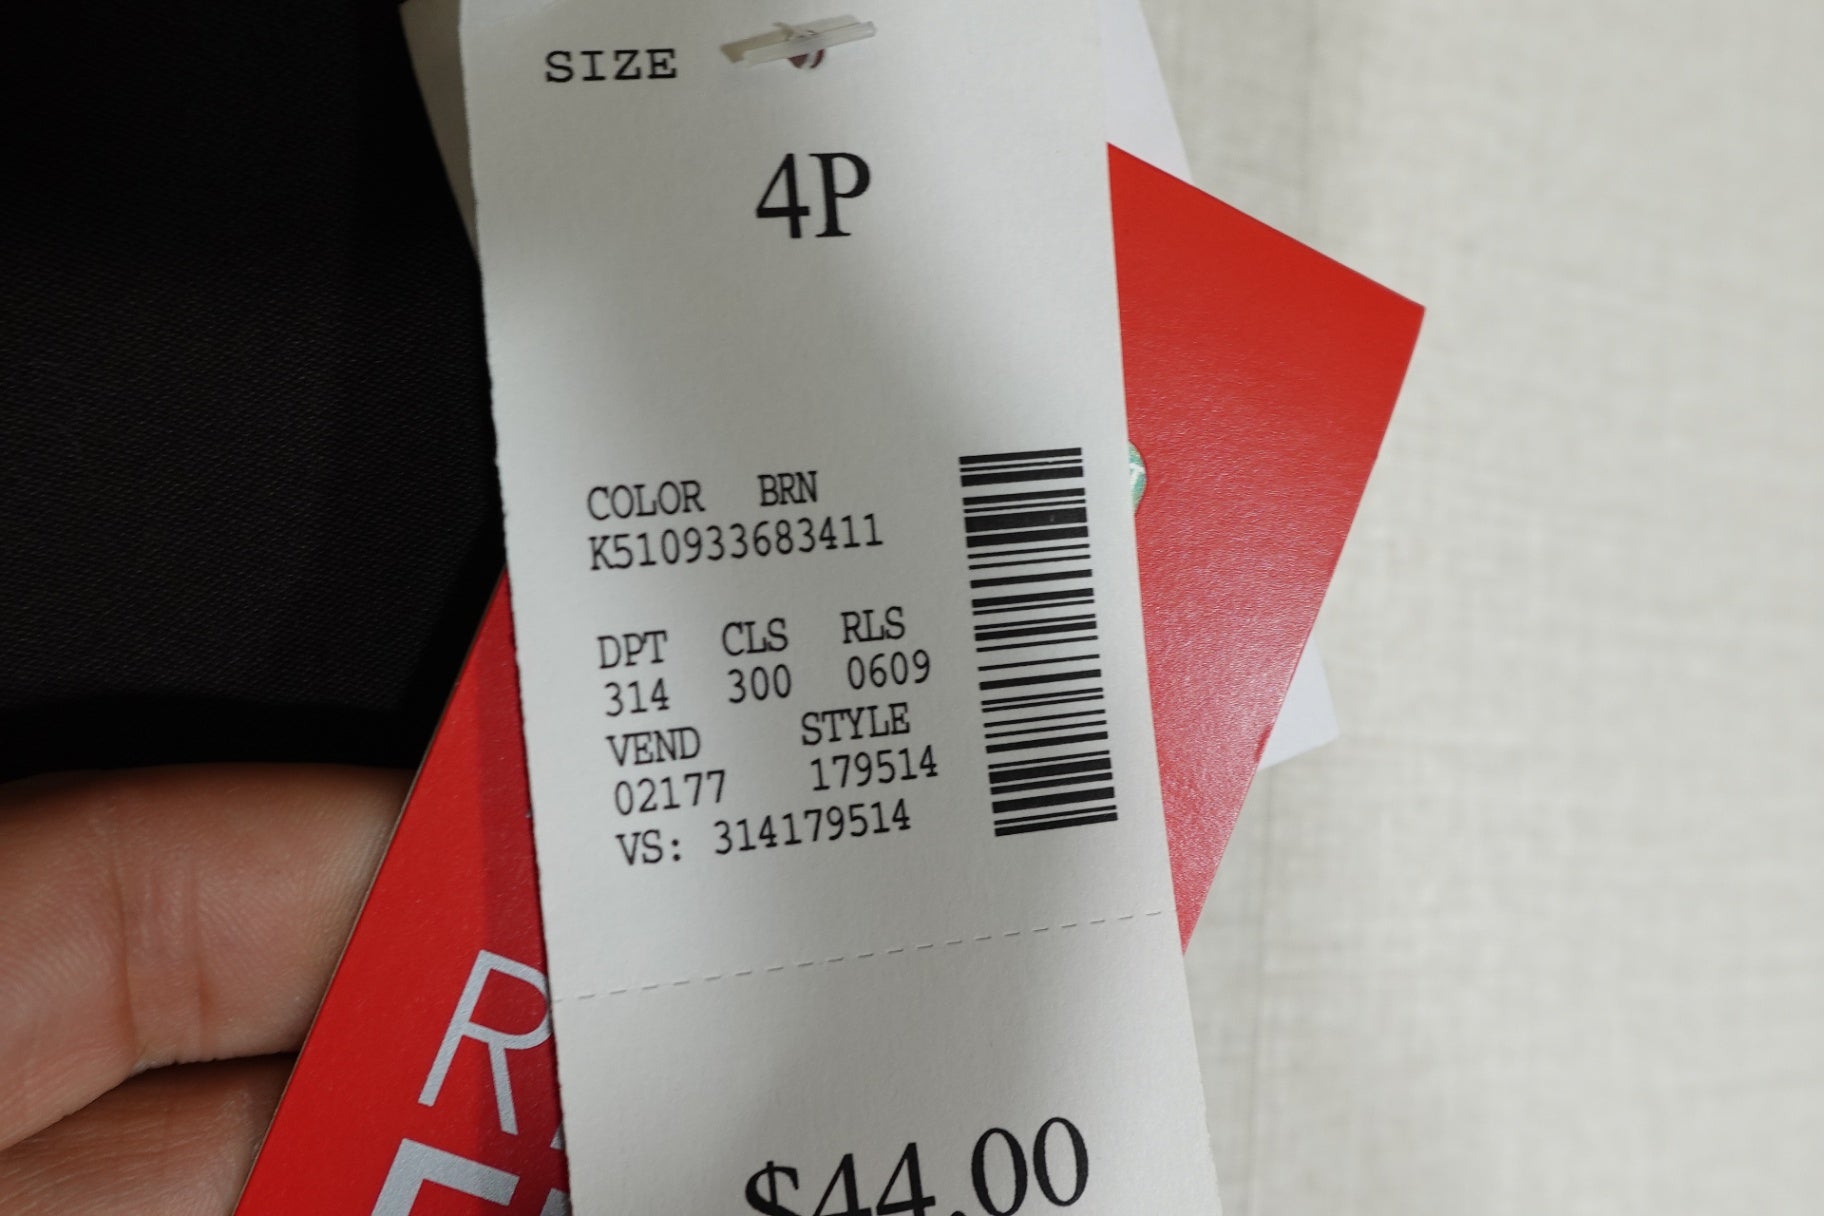 SIZE
4P
COLOR BRN
K510933683411
DPT CLS RLS
314 300 0609
VEND STYLE
02177 179514
VS: 314179514
$44.00
R